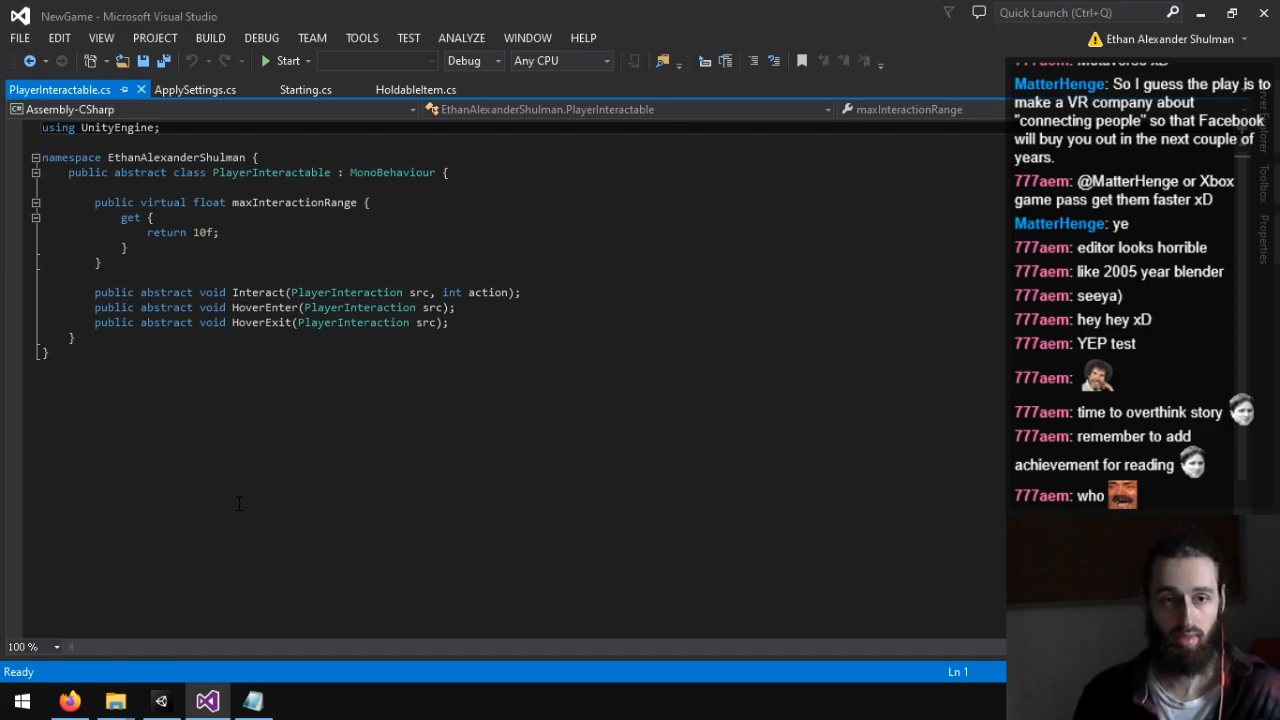 NewGame - Microsoft Visual Studio
Quick Launch (Ctrl+Q)
FILE EDIT VIEW PROJECT BUILD DEBUG TEAM TOOLS TEST ANALYZE WINDOW HELP
Ethan Alexander Shulman
Start Debug Any CPU
PlayerInteractable.cs ApplySettings.cs Starting.cs HoldableItem.cs
Assembly-CSharp EthanAlexanderShulman.PlayerInteractable maxInteractionRange
using UnityEngine;
namespace EthanAlexanderShulman {
public abstract class PlayerInteractable : MonoBehaviour {
public virtual float maxInteractionRange {
get {
return 10f;
}
}
public abstract void Interact(PlayerInteraction src, int action);
public abstract void HoverEnter(PlayerInteraction src);
public abstract void HoverExit(PlayerInteraction src);
}
}
100 %
Ready Ln 1
MatterHenge: So I guess the play is to
make a VR company about
"connecting people" so that Facebook
will buy you out in the next couple of
years.
777aem: @MatterHenge or Xbox
game pass get them faster xD
MatterHenge: ye
777aem: editor looks horrible
777aem: like 2005 year blender
777aem: seeya)
777aem: hey hey xD
777aem: YEP test
777aem:
777aem: time to overthink story
777aem: remember to add
achievement for reading
777aem: who
Toolbox
Properties